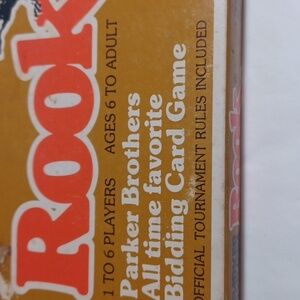 Rook
1 TO 6 PLAYERS AGES 6 TO ADULT
Parker Brothers
All time favorite
Bidding Card Game
OFFICIAL TOURNAMENT RULES INCLUDED
Rook